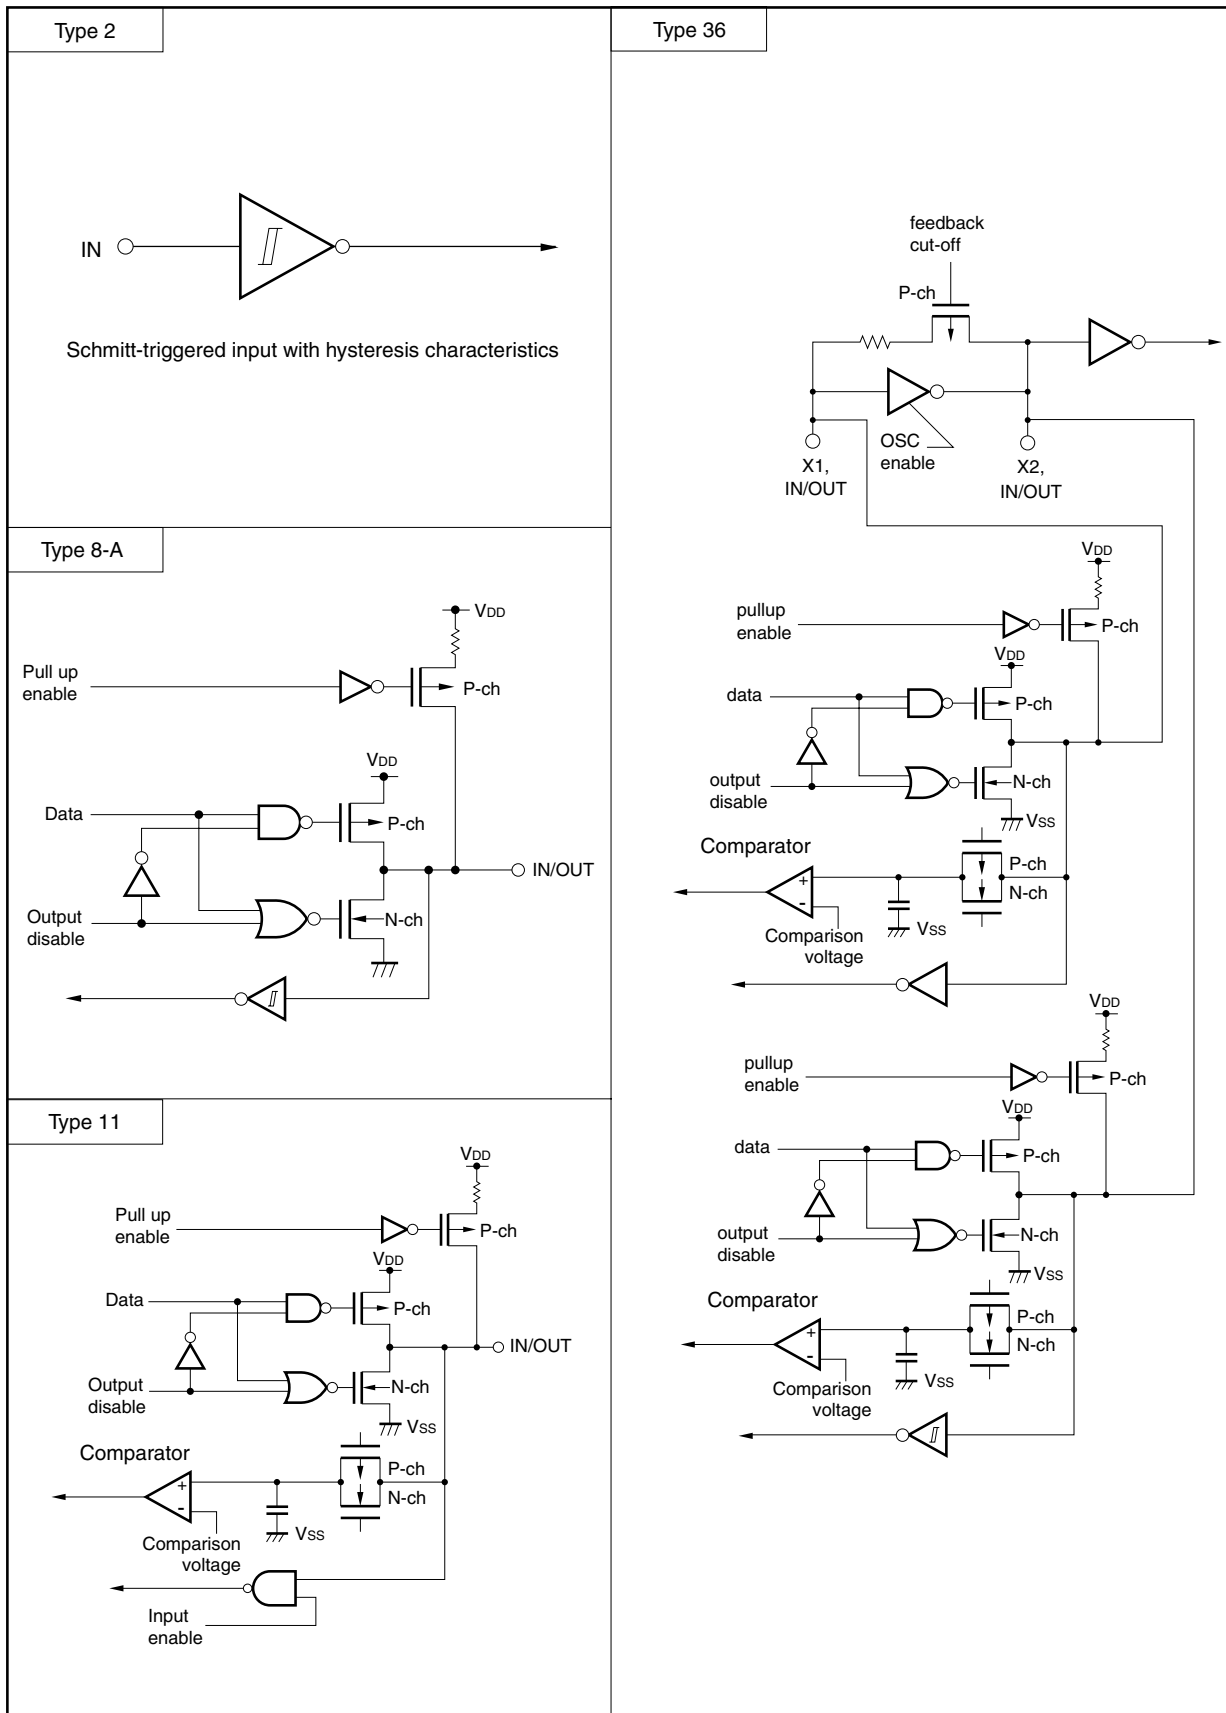 Type 2
IN
Schmitt-triggered input with hysteresis characteristics
Type 8-A
VDD
Pull up
enable
P-ch
VDD
Data
P-ch
IN/OUT
Output
disable
N-ch
Type 11
VDD
Pull up
enable
P-ch
VDD
Data
P-ch
IN/OUT
Output
disable
N-ch
VSS
Comparator
P-ch
+
-
N-ch
VSS
Comparison
voltage
Input
enable
Type 36
feedback
cut-off
P-ch
OSC
enable
X1,
IN/OUT
X2,
IN/OUT
VDD
pullup
enable
P-ch
VDD
data
P-ch
output
disable
N-ch
VSS
Comparator
P-ch
+
-
N-ch
VSS
Comparison
voltage
VDD
pullup
enable
P-ch
VDD
data
P-ch
output
disable
N-ch
VSS
Comparator
P-ch
+
-
N-ch
VSS
Comparison
voltage